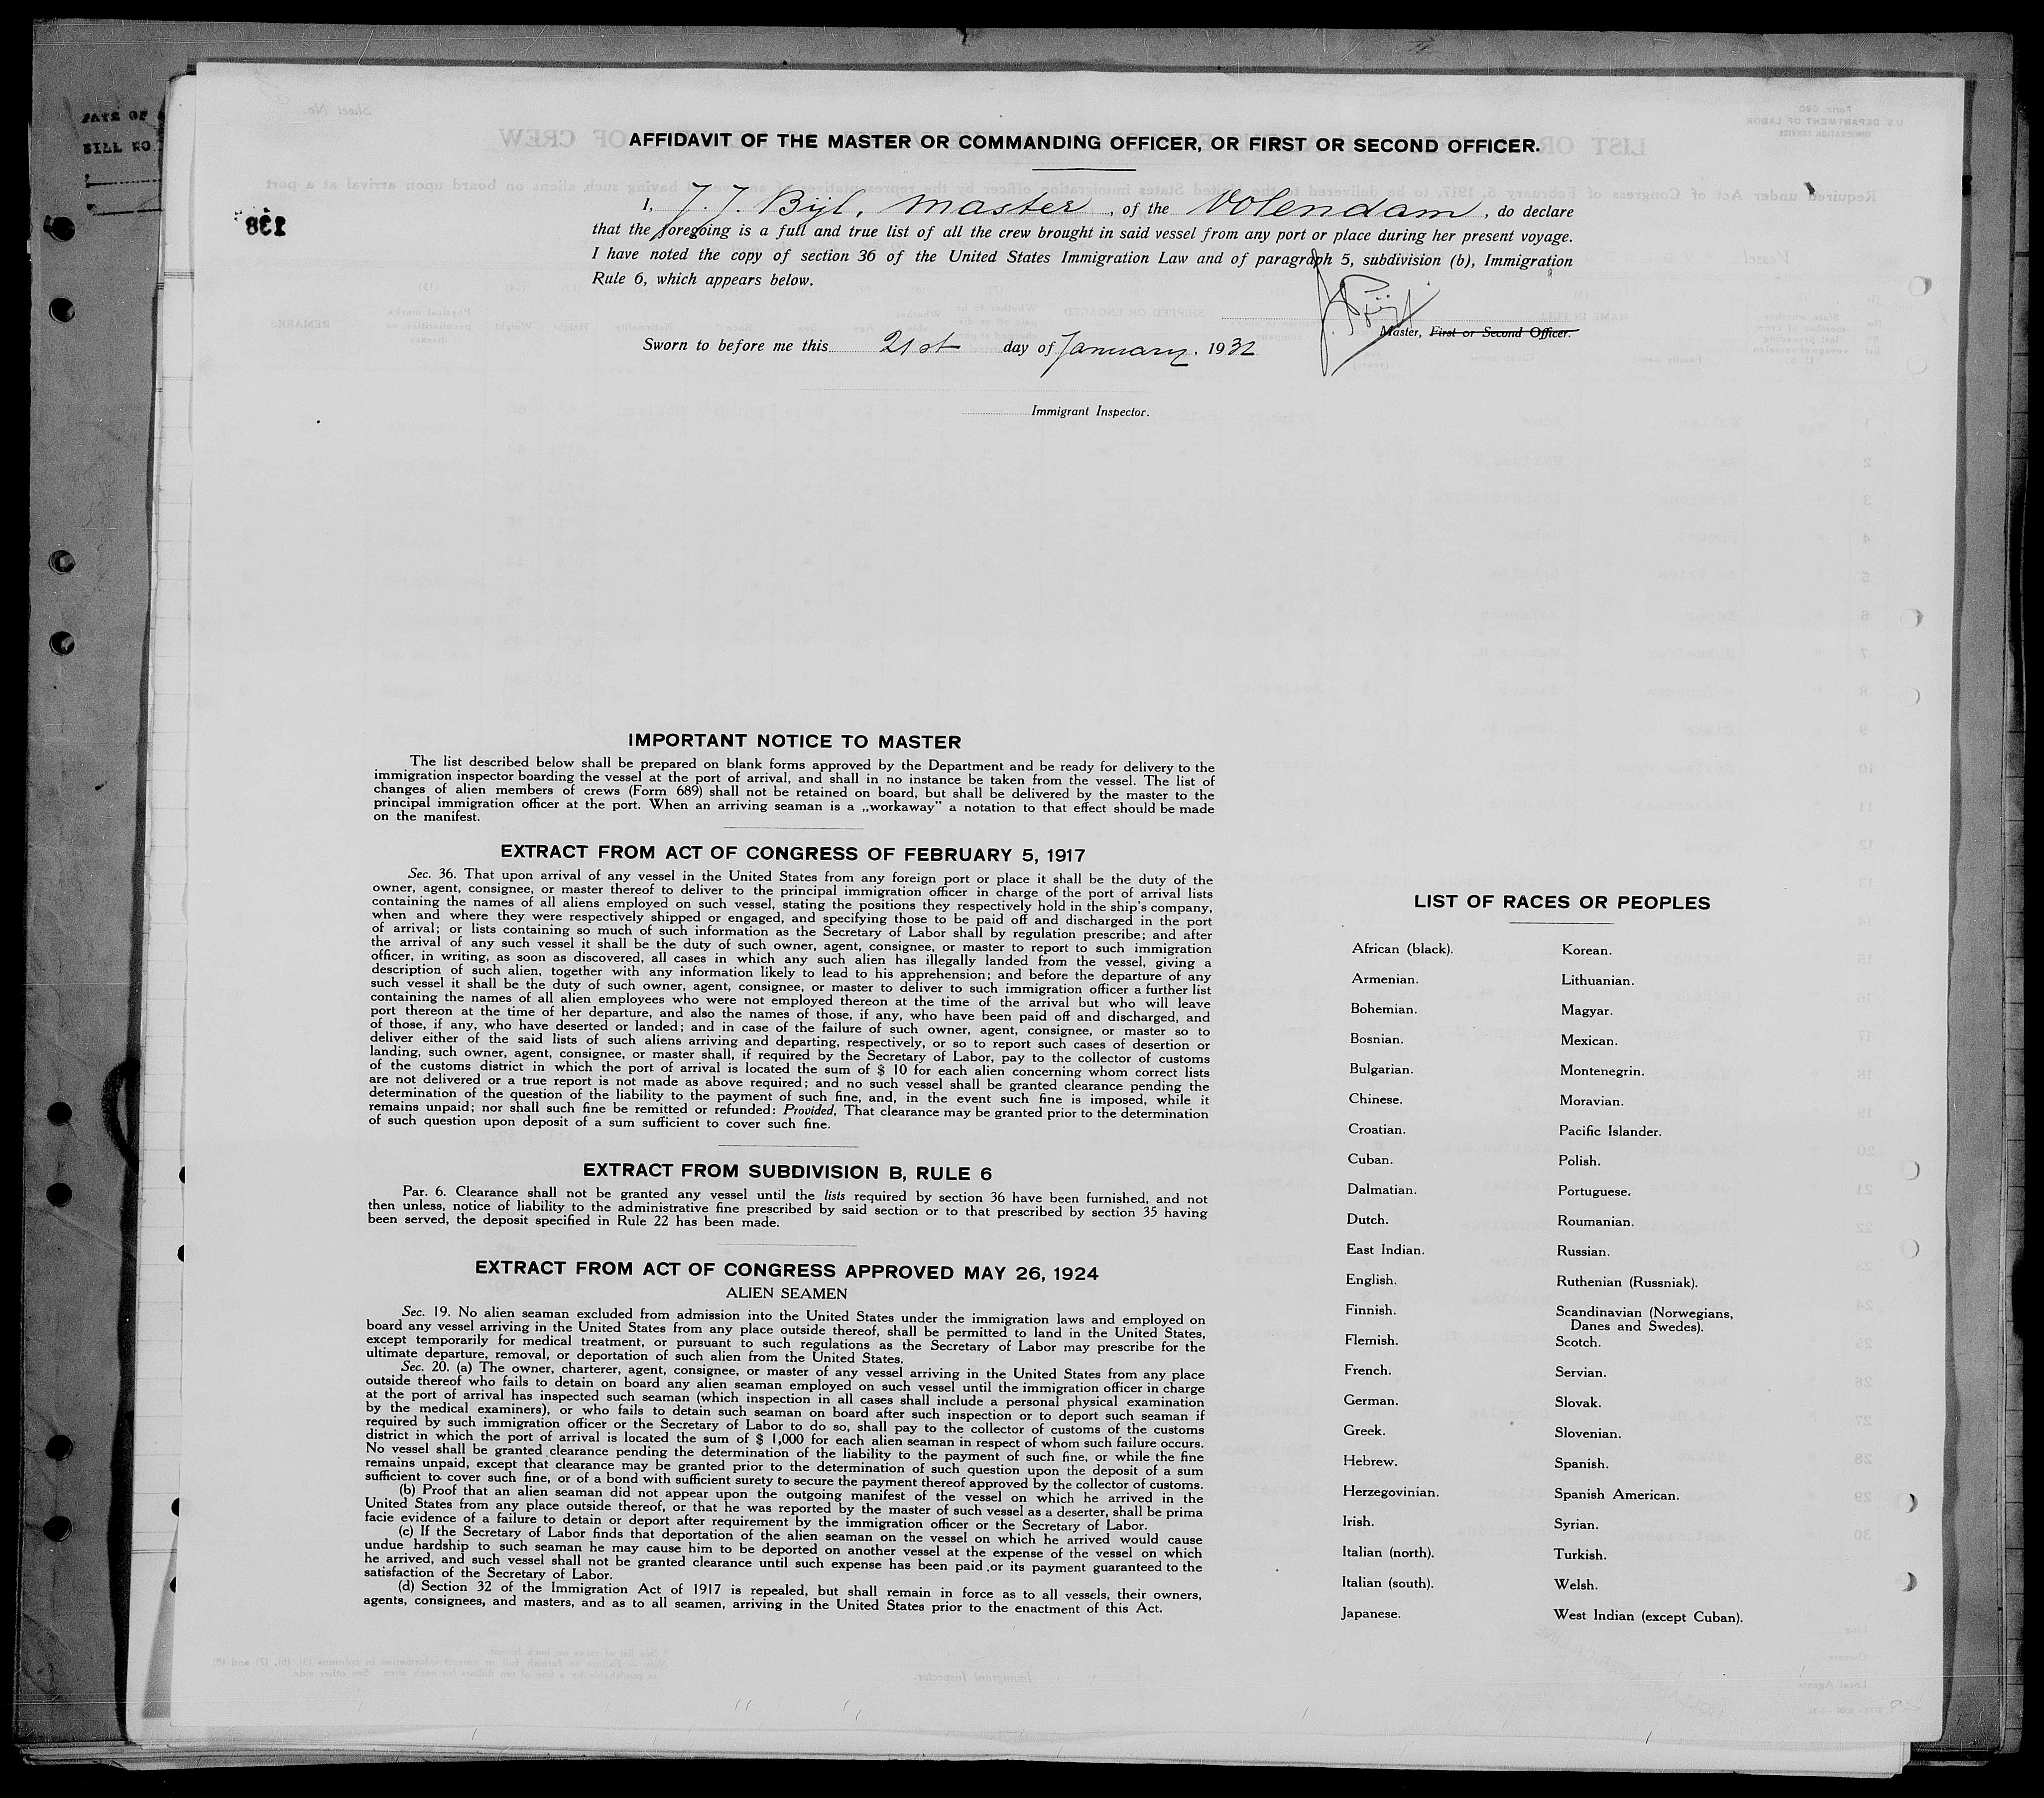 DATE OF
BILL NO.
138
AFFIDAVIT OF THE MASTER OR COMMANDING OFFICER, OR FIRST OR SECOND OFFICER.
I, J. J. Bijl, master, of the Volendam, do declare
that the foregoing is a full and true list of all the crew brought in said vessel from any port or place during her present voyage.
I have noted the copy of section 36 of the United States Immigration Law and of paragraph 5, subdivision (b), Immigration
Rule 6, which appears below.
Master, First or Second Officer.
Sworn to before me this 21st day of January, 1932
Immigrant Inspector.
IMPORTANT NOTICE TO MASTER
The list described below shall be prepared on blank forms approved by the Department and be ready for delivery to the
immigration inspector boarding the vessel at the port of arrival, and shall in no instance be taken from the vessel. The list of
changes of alien members of crews (Form 689) shall not be retained on board, but shall be delivered by the master to the
principal immigration officer at the port. When an arriving seaman is a „workaway” a notation to that effect should be made
on the manifest.
EXTRACT FROM ACT OF CONGRESS OF FEBRUARY 5, 1917
Sec. 36. That upon arrival of any vessel in the United States from any foreign port or place it shall be the duty of the
owner, agent, consignee, or master thereof to deliver to the principal immigration officer in charge of the port of arrival lists
containing the names of all aliens employed on such vessel, stating the positions they respectively hold in the ship's company,
when and where they were respectively shipped or engaged, and specifying those to be paid off and discharged in the port
of arrival; or lists containing so much of such information as the Secretary of Labor shall by regulation prescribe; and after
the arrival of any such vessel it shall be the duty of such owner, agent, consignee, or master to report to such immigration
officer, in writing, as soon as discovered, all cases in which any such alien has illegally landed from the vessel, giving a
description of such alien, together with any information likely to lead to his apprehension; and before the departure of any
such vessel it shall be the duty of such owner, agent, consignee, or master to deliver to such immigration officer a further list
containing the names of all alien employees who were not employed thereon at the time of the arrival but who will leave
port thereon at the time of her departure, and also the names of those, if any, who have been paid off and discharged, and
of those, if any, who have deserted or landed; and in case of the failure of such owner, agent, consignee, or master so to
deliver either of the said lists of such aliens arriving and departing, respectively, or so to report such cases of desertion or
landing, such owner, agent, consignee, or master shall, if required by the Secretary of Labor, pay to the collector of customs
of the customs district in which the port of arrival is located the sum of $ 10 for each alien concerning whom correct lists
are not delivered or a true report is not made as above required; and no such vessel shall be granted clearance pending the
determination of the question of the liability to the payment of such fine, and, in the event such fine is imposed, while it
remains unpaid; nor shall such fine be remitted or refunded: Provided, That clearance may be granted prior to the determination
of such question upon deposit of a sum sufficient to cover such fine.
EXTRACT FROM SUBDIVISION B, RULE 6
Par. 6. Clearance shall not be granted any vessel until the lists required by section 36 have been furnished, and not
then unless, notice of liability to the administrative fine prescribed by said section or to that prescribed by section 35 having
been served, the deposit specified in Rule 22 has been made.
EXTRACT FROM ACT OF CONGRESS APPROVED MAY 26, 1924
ALIEN SEAMEN
Sec. 19. No alien seaman excluded from admission into the United States under the immigration laws and employed on
board any vessel arriving in the United States from any place outside thereof, shall be permitted to land in the United States,
except temporarily for medical treatment, or pursuant to such regulations as the Secretary of Labor may prescribe for the
ultimate departure, removal, or deportation of such alien from the United States.
Sec. 20. (a) The owner, charterer, agent, consignee, or master of any vessel arriving in the United States from any place
outside thereof who fails to detain on board any alien seaman employed on such vessel until the immigration officer in charge
at the port of arrival has inspected such seaman (which inspection in all cases shall include a personal physical examination
by the medical examiners), or who fails to detain such seaman on board after such inspection or to deport such seaman if
required by such immigration officer or the Secretary of Labor to do so, shall pay to the collector of customs of the customs
district in which the port of arrival is located the sum of $ 1,000 for each alien seaman in respect of whom such failure occurs.
No vessel shall be granted clearance pending the determination of the liability to the payment of such fine, or while the fine
remains unpaid, except that clearance may be granted prior to the determination of such question upon the deposit of a sum
sufficient to cover such fine, or of a bond with sufficient surety to secure the payment thereof approved by the collector of customs.
(b) Proof that an alien seaman did not appear upon the outgoing manifest of the vessel on which he arrived in the
United States from any place outside thereof, or that he was reported by the master of such vessel as a deserter, shall be prima
facie evidence of a failure to detain or deport after requirement by the immigration officer or the Secretary of Labor.
(c) If the Secretary of Labor finds that deportation of the alien seaman on the vessel on which he arrived would cause
undue hardship to such seaman he may cause him to be deported on another vessel at the expense of the vessel on which
he arrived, and such vessel shall not be granted clearance until such expense has been paid or its payment guaranteed to the
satisfaction of the Secretary of Labor.
(d) Section 32 of the Immigration Act of 1917 is repealed, but shall remain in force as to all vessels, their owners,
agents, consignees, and masters, and as to all seamen, arriving in the United States prior to the enactment of this Act.
LIST OF RACES OR PEOPLES
African (black).
Armenian.
Bohemian.
Bosnian.
Bulgarian.
Chinese.
Croatian.
Cuban.
Dalmatian.
Dutch.
East Indian.
English.
Finnish.
Flemish.
French.
German.
Greek.
Hebrew.
Herzegovinian.
Irish.
Italian (north).
Italian (south).
Japanese.
Korean.
Lithuanian.
Magyar.
Mexican.
Montenegrin.
Moravian.
Pacific Islander.
Polish.
Portuguese.
Roumanian.
Russian.
Ruthenian (Russniak).
Scandinavian (Norwegians,
Danes and Swedes).
Scotch.
Servian.
Slovak.
Slovenian.
Spanish.
Spanish American.
Syrian.
Turkish.
Welsh.
West Indian (except Cuban).